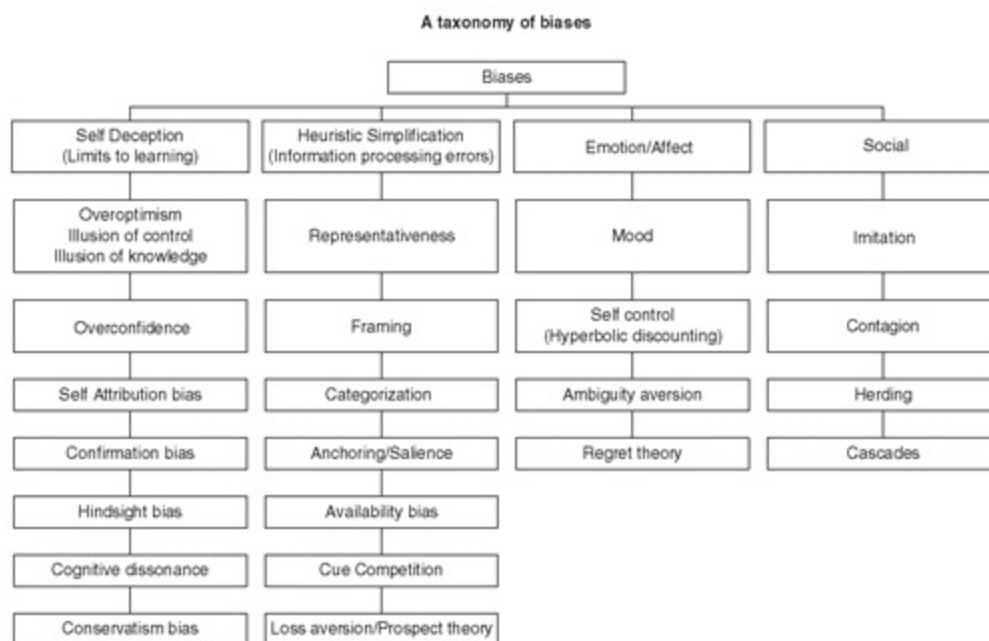 A taxonomy of biases
Biases
Self Deception
(Limits to learning)
Heuristic Simplification
(Information processing errors)
Emotion/Affect
Social
Overoptimism
Illusion of control
Illusion of knowledge
Representativeness
Mood
Imitation
Overconfidence
Framing
Self control
(Hyperbolic discounting)
Contagion
Self Attribution bias
Categorization
Ambiguity aversion
Herding
Confirmation bias
Anchoring/Salience
Regret theory
Cascades
Hindsight bias
Availability bias
Cognitive dissonance
Cue Competition
Conservatism bias
Loss aversion/Prospect theory